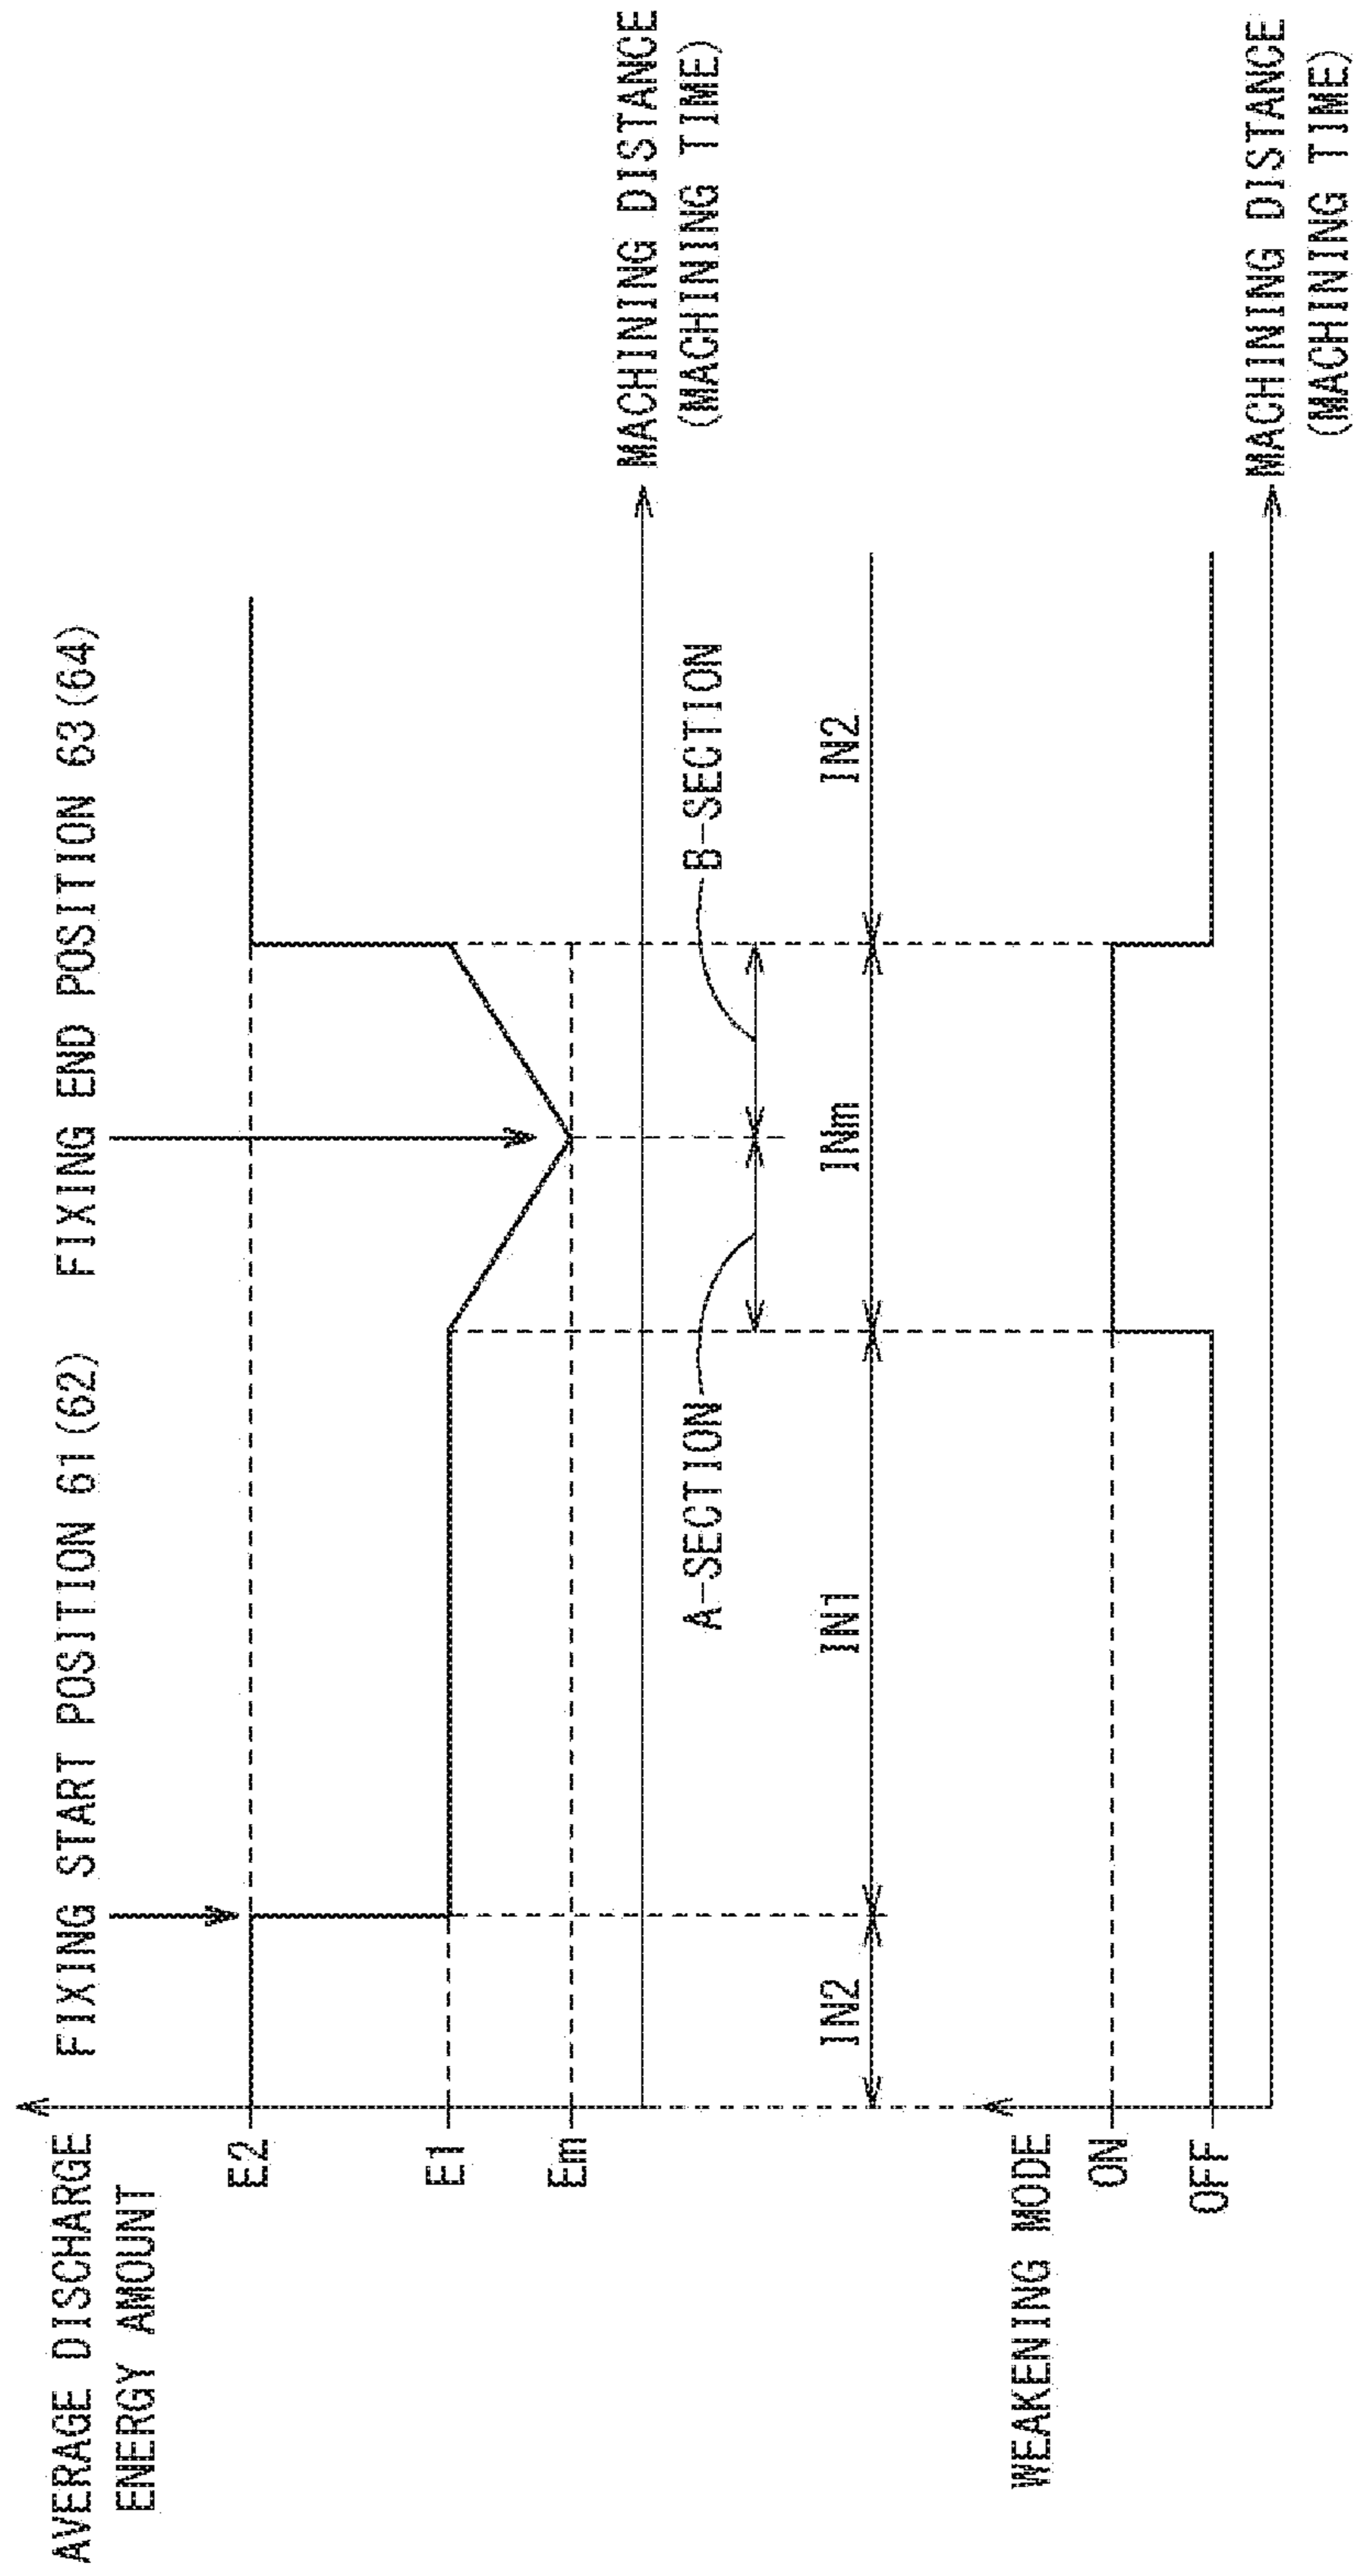 AVERAGE DISCHARGE
ENERGY AMOUNT
FIXING START POSITION 61(62)
FIXING END POSITION 63(64)
E2
E1
Em
MACHINING DISTANCE
(MACHINING TIME)
A-SECTION
B-SECTION
IN2
IN1
INm
IN2
WEAKENING MODE
ON
OFF
MACHINING DISTANCE
(MACHINING TIME)